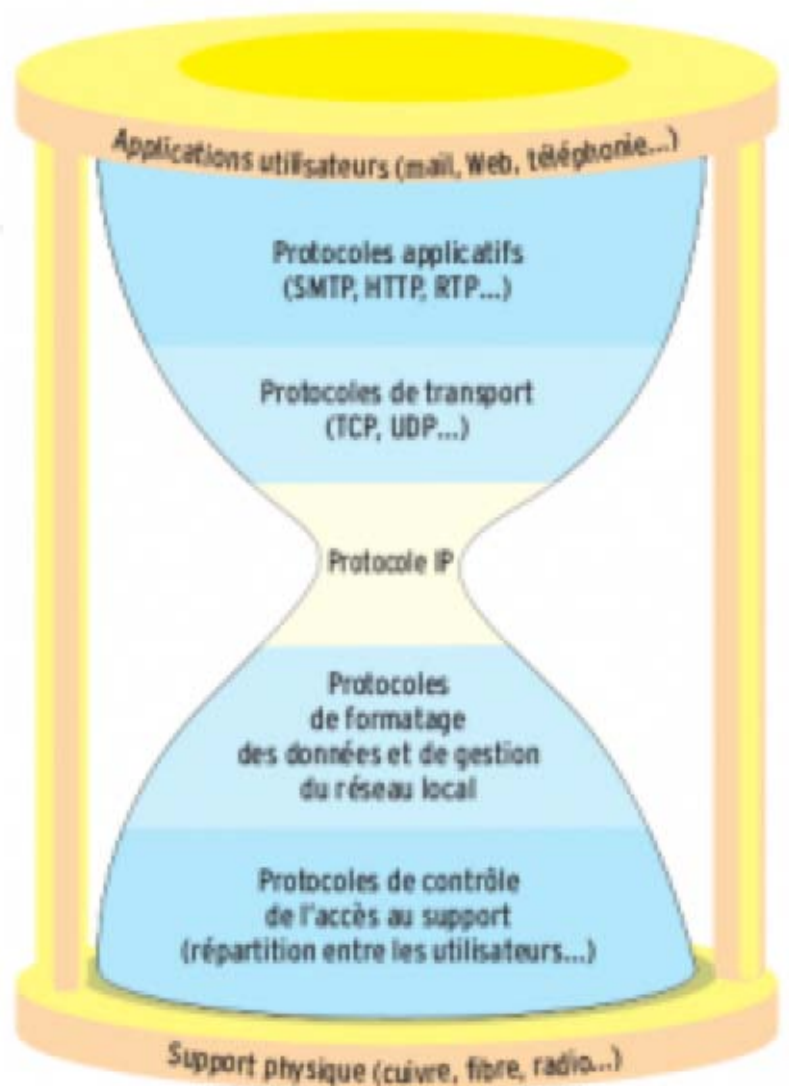 Applications utilisateurs (mail, Web, téléphonie...)
Protocoles applicatifs
(SMTP, HTTP, RTP...)
Protocoles de transport
(TCP, UDP...)
Protocole IP
Protocoles
de formatage
des données et de gestion
du réseau local
Protocoles de contrôle
de l'accès au support
(répartition entre les utilisateurs...)
Support physique (cuivre, fibre, radio...)